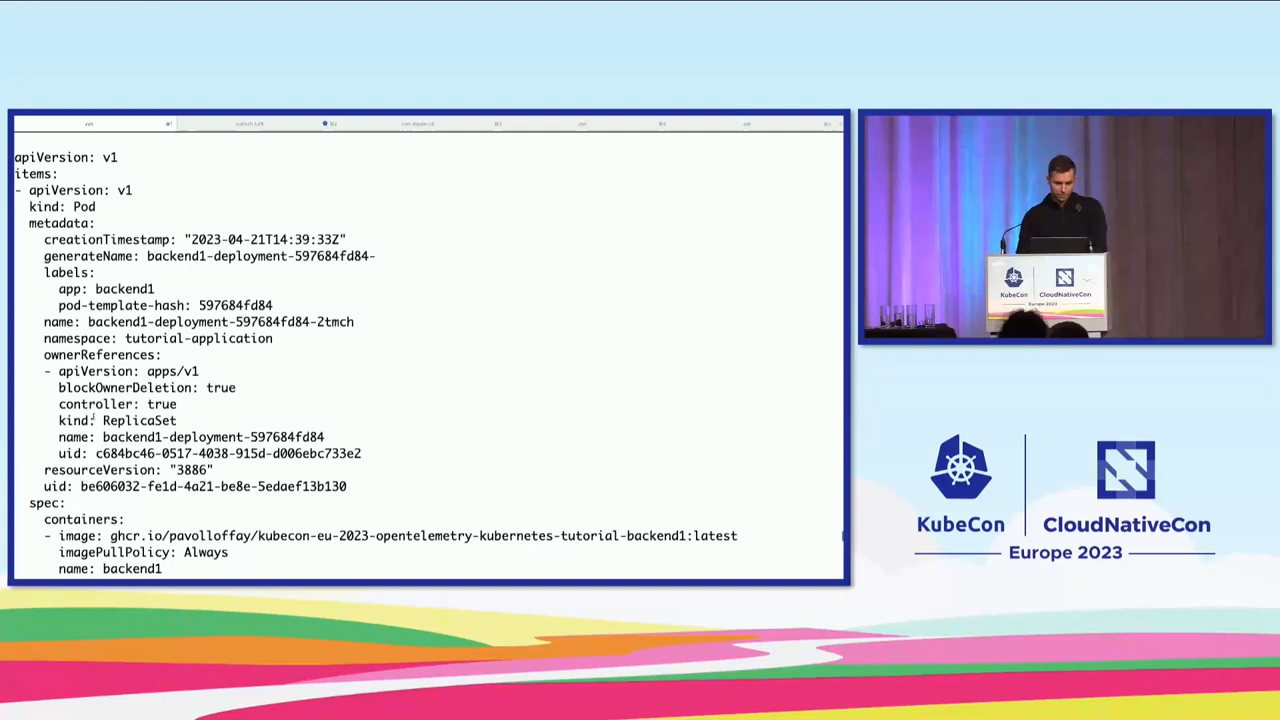 apiVersion: v1
items:
- apiVersion: v1
  kind: Pod
  metadata:
    creationTimestamp: "2023-04-21T14:39:33Z"
    generateName: backend1-deployment-597684fd84-
    labels:
      app: backend1
      pod-template-hash: 597684fd84
    name: backend1-deployment-597684fd84-2tmch
    namespace: tutorial-application
    ownerReferences:
    - apiVersion: apps/v1
      blockOwnerDeletion: true
      controller: true
      kind: ReplicaSet
      name: backend1-deployment-597684fd84
      uid: c684bc46-0517-4038-915d-d006ebc733e2
    resourceVersion: "3886"
    uid: be606032-fe1d-4a21-be8e-5edaef13b130
  spec:
    containers:
    - image: ghcr.io/pavolloffay/kubecon-eu-2023-opentelemetry-kubernetes-tutorial-backend1:latest
      imagePullPolicy: Always
      name: backend1
KubeCon
CloudNativeCon
Europe 2023
KubeCon
CloudNativeCon
Europe 2023